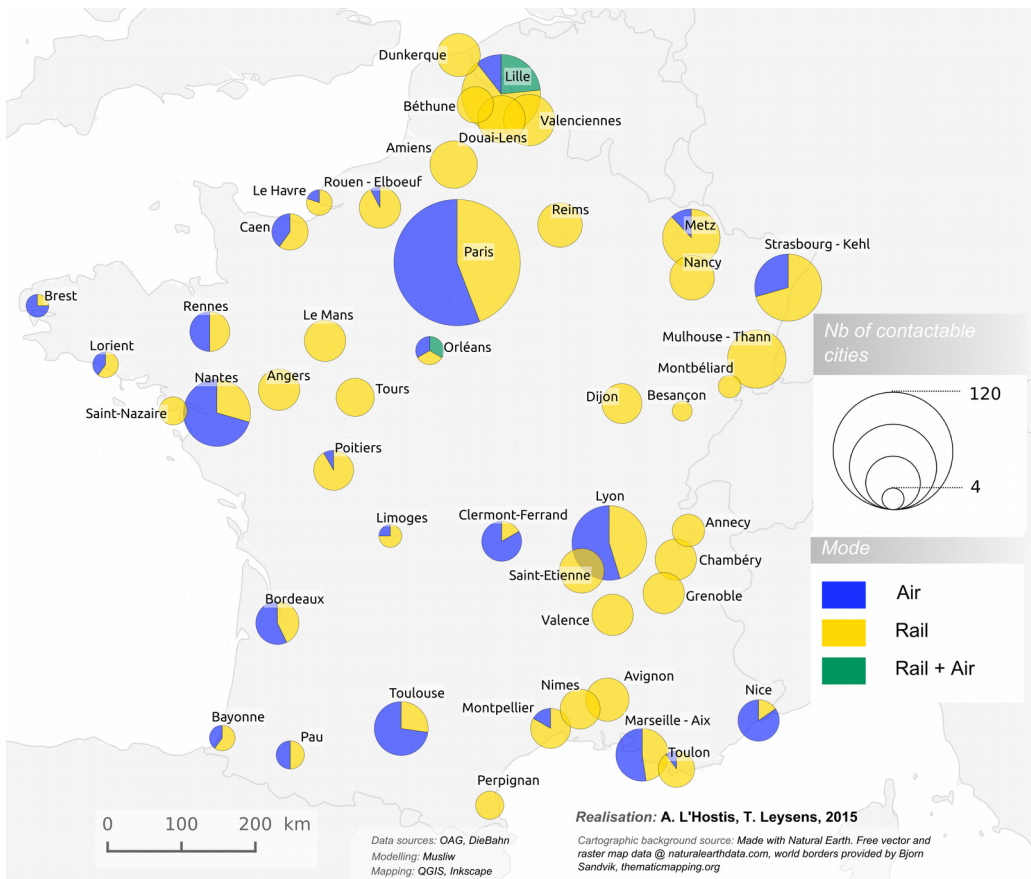 Dunkerque
Lille
Béthune
Valenciennes
Douai-Lens
Amiens
Rouen - Elboeuf
Le Havre
Reims
Caen
Metz
Strasbourg - Kehl
Paris
Nancy
Brest
Rennes
Le Mans
Nb of contactable
cities
Mulhouse - Thann
Lorient
Orléans
Montbéliard
Nantes
Angers
Tours
Dijon
Besançon
120
Saint-Nazaire
Poitiers
4
Lyon
Limoges
Clermont-Ferrand
Annecy
Mode
Chambéry
Saint-Etienne
Air
Grenoble
Bordeaux
Valence
Rail
Rail + Air
Avignon
Nimes
Toulouse
Nice
Montpellier
Bayonne
Marseille - Aix
Pau
Toulon
Perpignan
Realisation: A. L'Hostis, T. Leysens, 2015
0 100 200 km
Data sources: OAG, DieBahn
Modelling: Musliw
Mapping: QGIS, Inkscape
Cartographic background source: Made with Natural Earth. Free vector and
raster map data @ naturalearthdata.com, world borders provided by Bjorn
Sandvik, thematicmapping.org